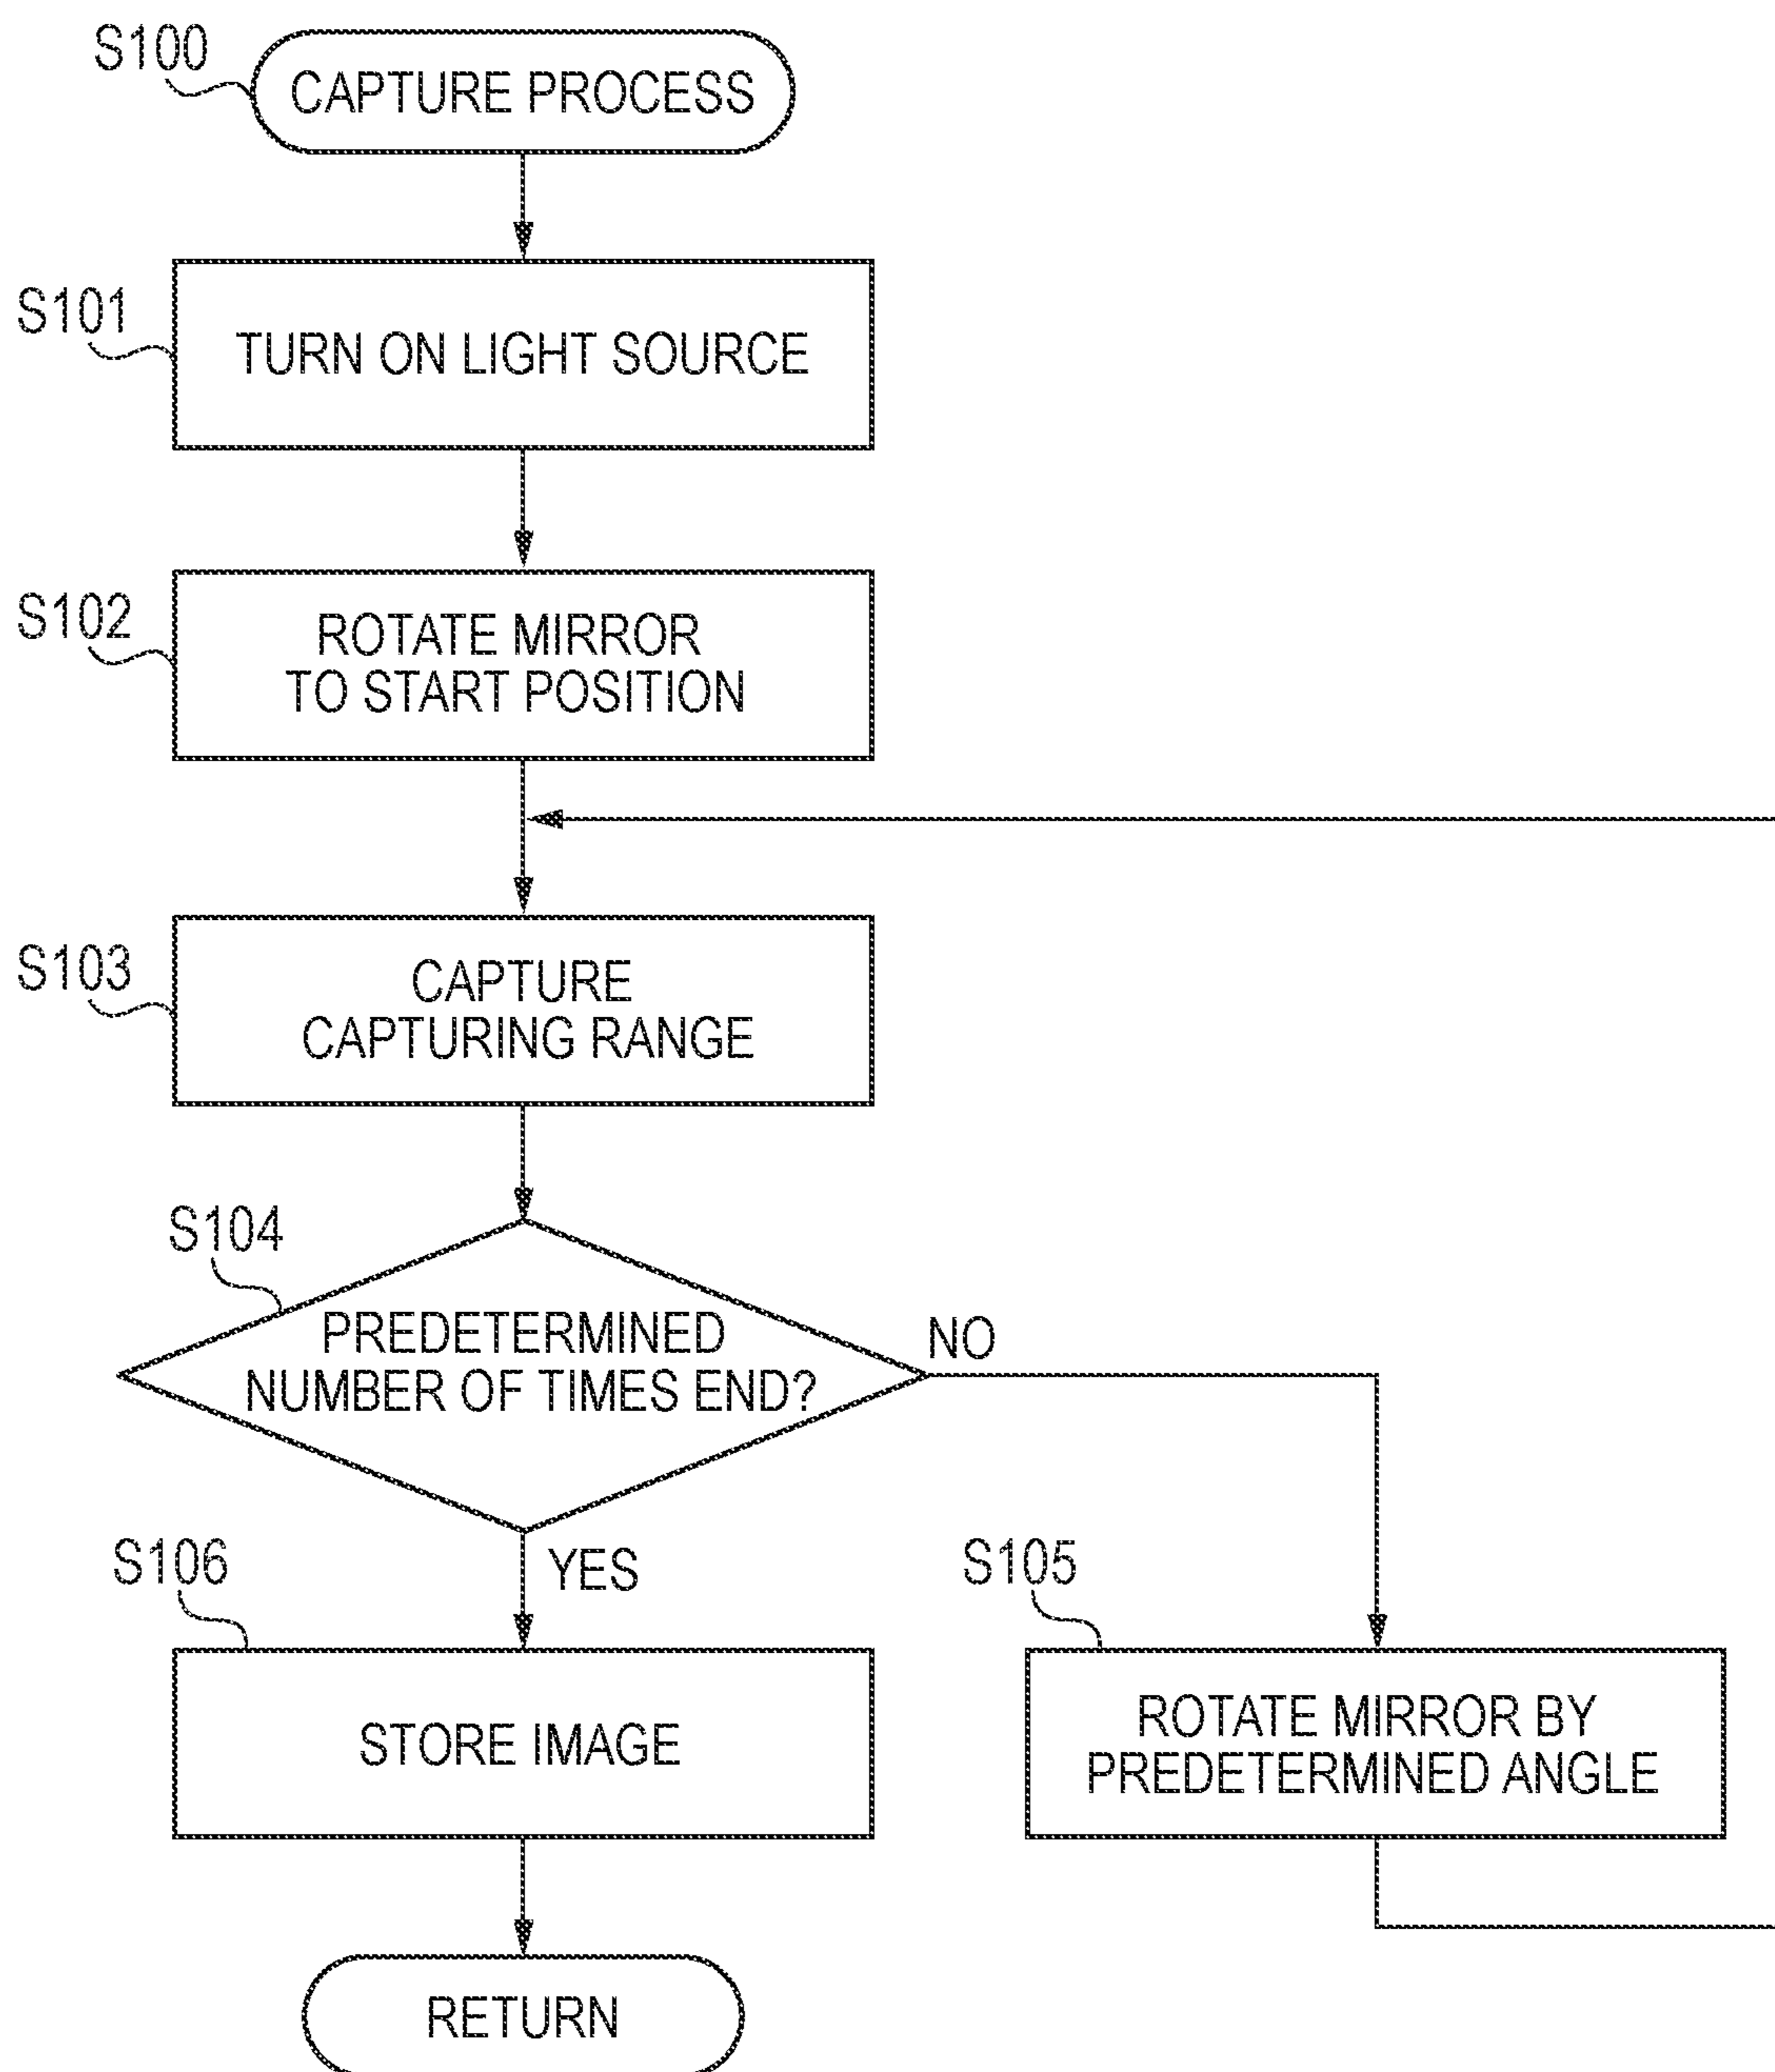 S100
CAPTURE PROCESS
S101
TURN ON LIGHT SOURCE
S102
ROTATE MIRROR
TO START POSITION
S103
CAPTURE
CAPTURING RANGE
S104
PREDETERMINED
NUMBER OF TIMES END?
NO
YES
S106
STORE IMAGE
S105
ROTATE MIRROR BY
PREDETERMINED ANGLE
RETURN